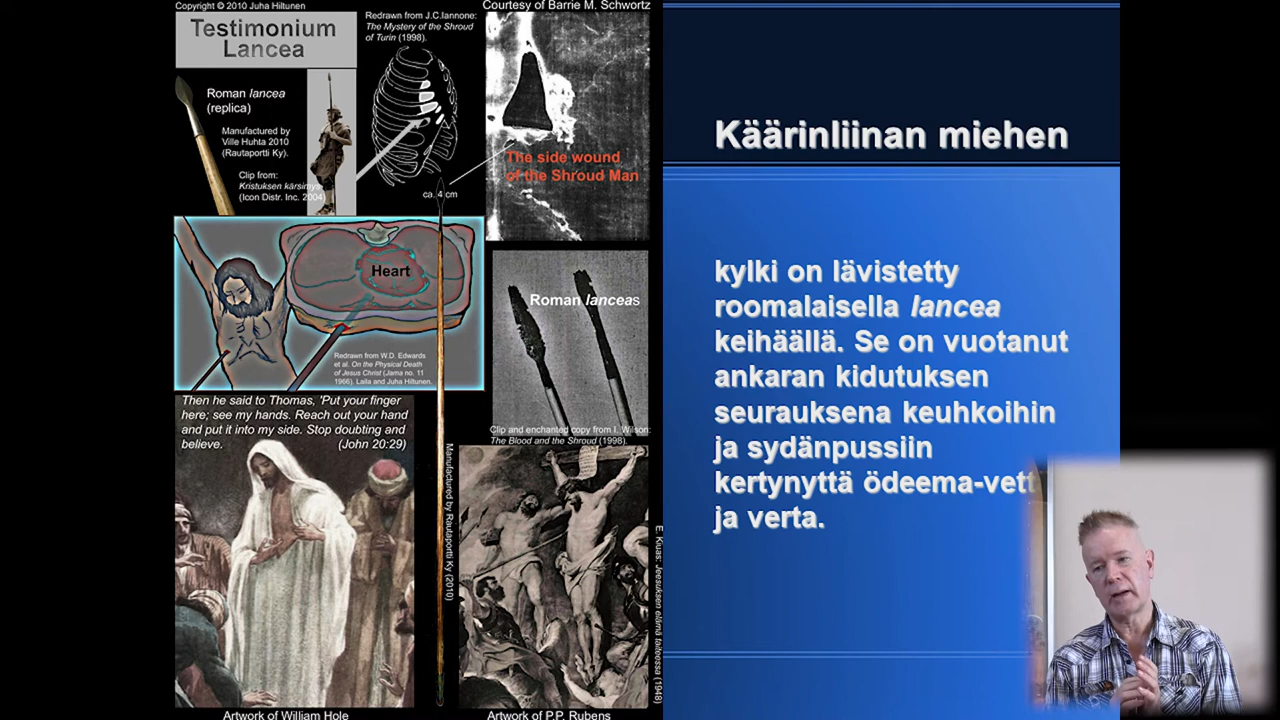 Copyright © 2010 Juha Hiltunen
Testimonium
Lancea
Roman lancea
(replica)
Manufactured by
Ville Huhta 2010
(Rautaportti Ky).
Clip from:
Kristuksen kärsimys
(Icon Distr. Inc. 2004)
Redrawn from J.C.Iannone:
The Mystery of the Shroud
of Turin (1998).
ca. 4 cm
Courtesy of Barrie M. Schwortz
The side wound
of the Shroud Man
Heart
Redrawn from W.D. Edwards
et al. On the Physical Death
of Jesus Christ (Jama no. 11
1966). Laila and Juha Hiltunen.
Roman lanceas
Clip and enchanted copy from I. Wilson:
The Blood and the Shroud (1998).
Then he said to Thomas, 'Put your finger
here; see my hands. Reach out your hand
and put it into my side. Stop doubting and
believe. (John 20:29)
Manufactured by Rautaportti Ky (2010)
E. Kiuas: Jeesuksen elämä taiteessa (1948)
Artwork of William Hole
Artwork of P.P. Rubens
Käärinliinan miehen
kylki on lävistetty
roomalaisella lancea
keihäällä. Se on vuotanut
ankaran kidutuksen
seurauksena keuhkoihin
ja sydänpussiin
kertynyttä ödeema-vett
ja verta.